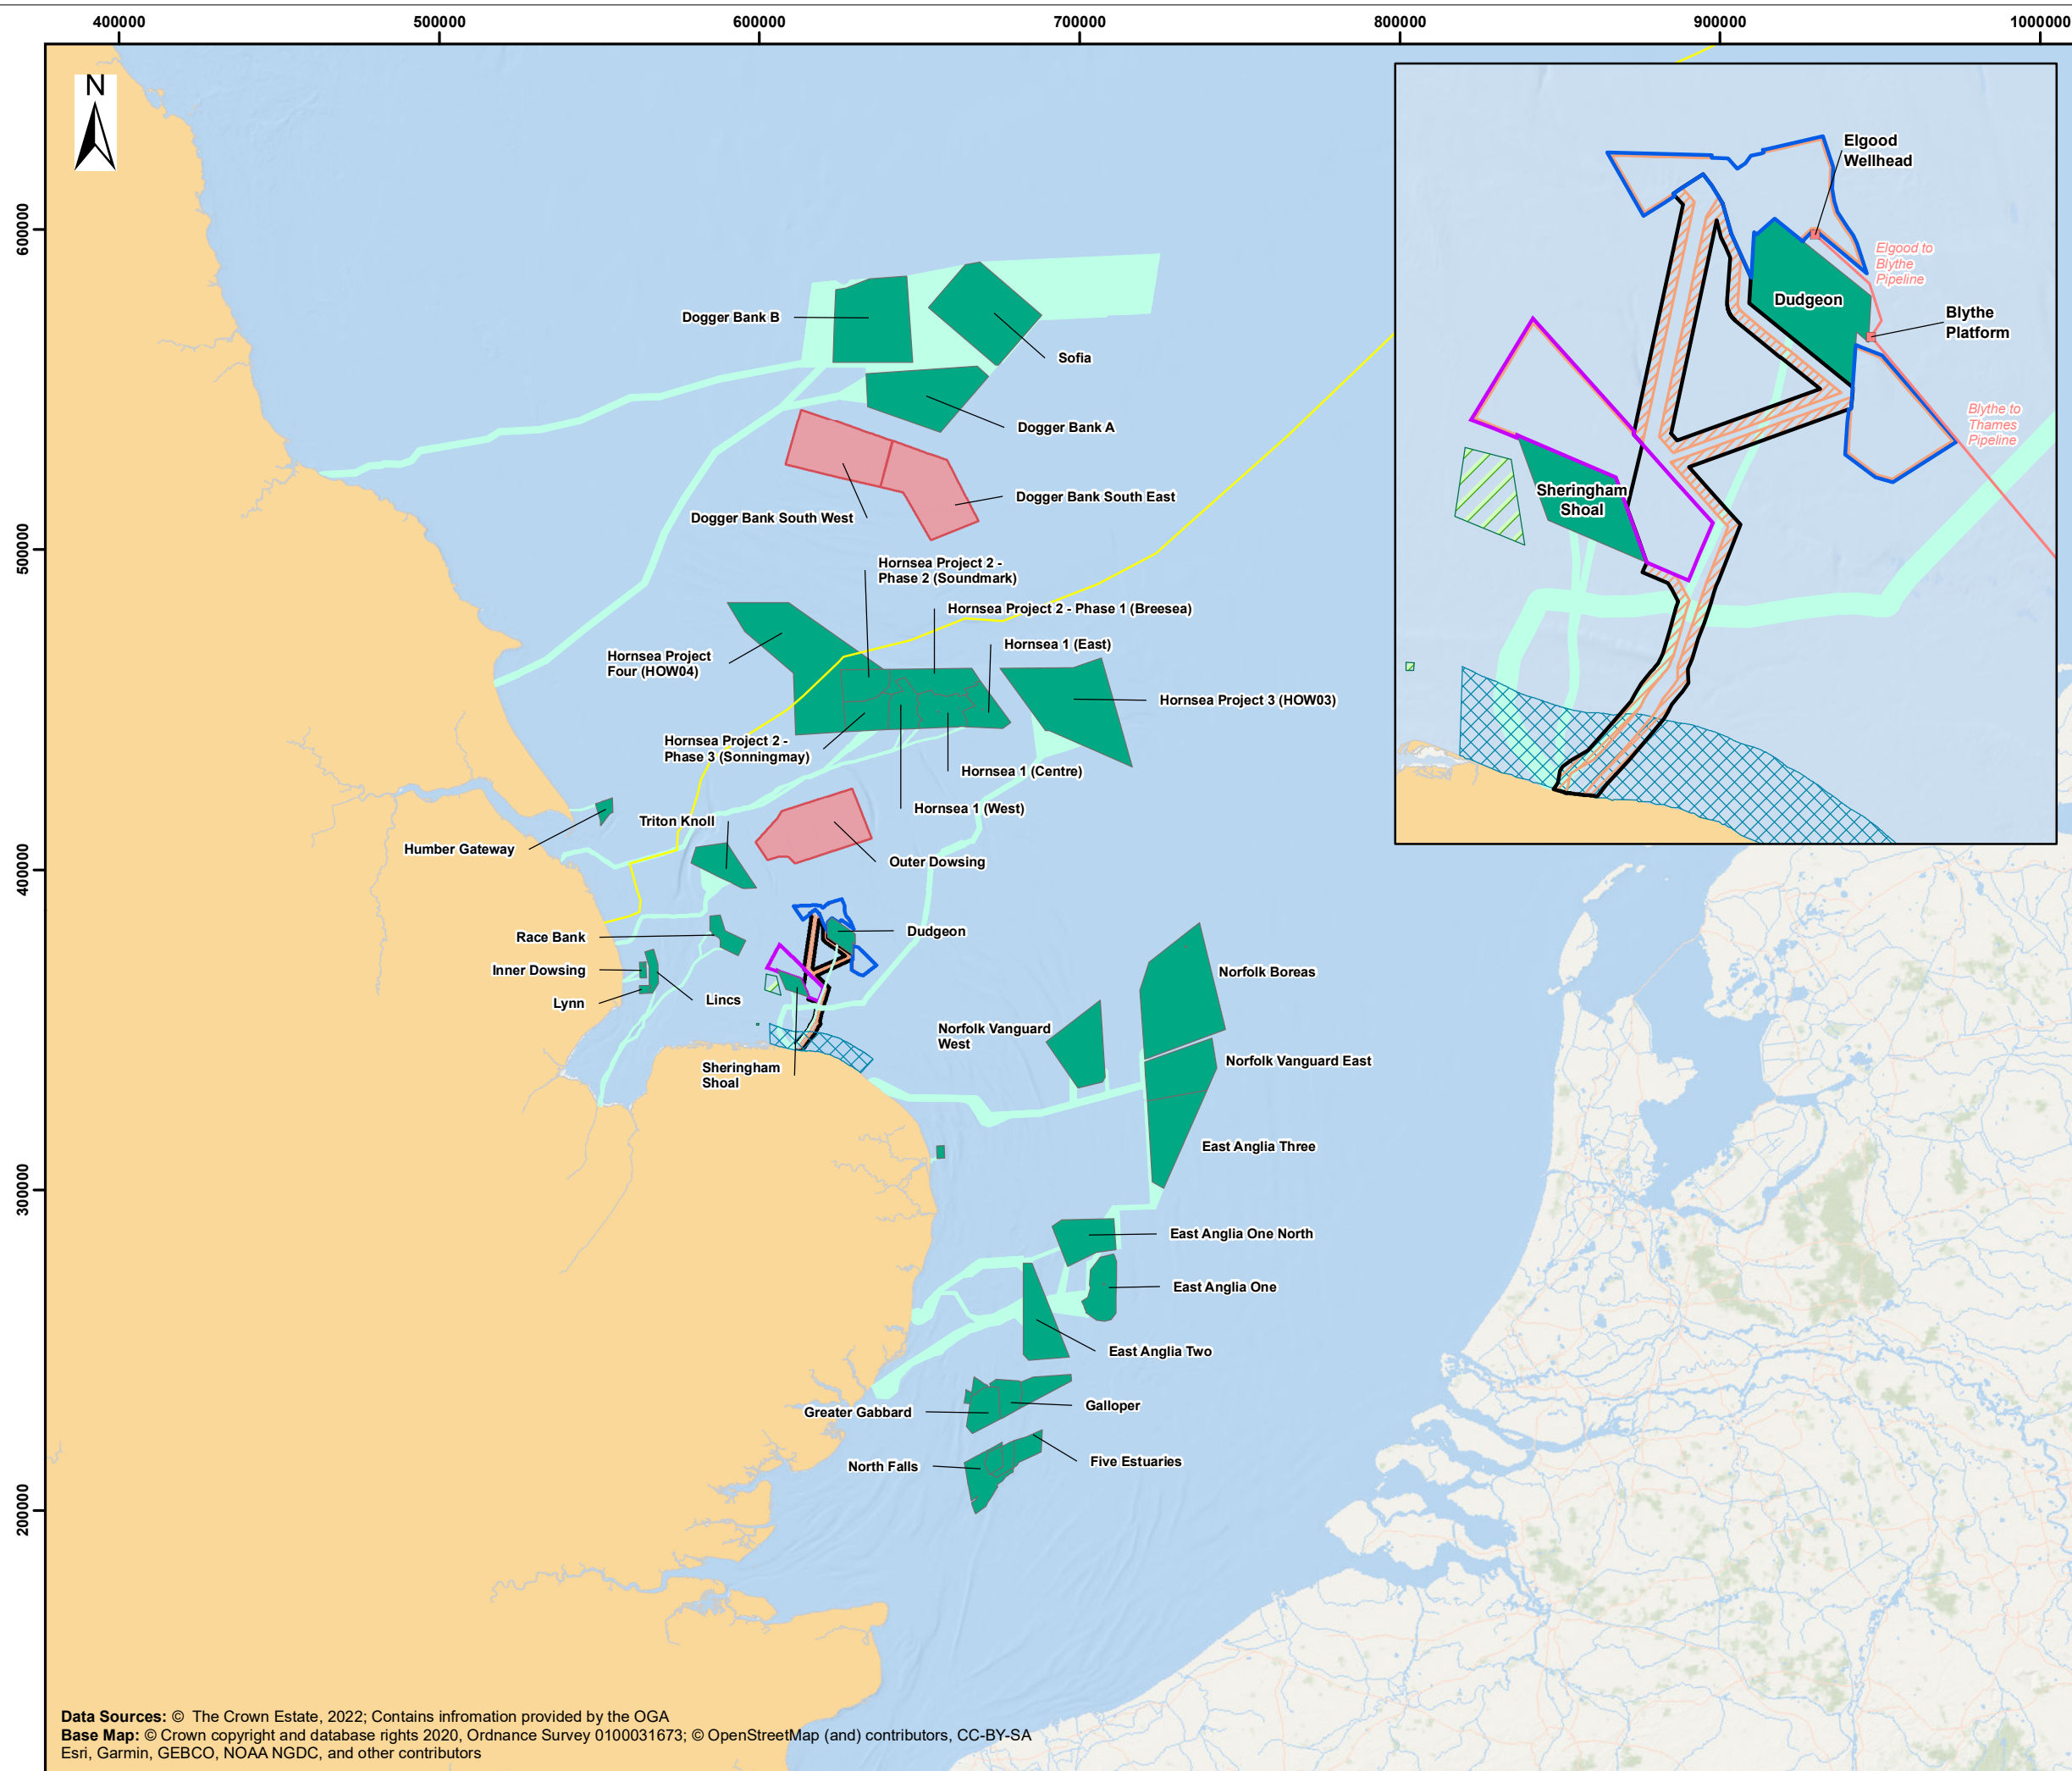 400000
500000
600000
700000
800000
900000
1000000
N
600000
500000
400000
300000
200000
Elgood
Wellhead
Elgood to
Blythe
Pipeline
Dudgeon
Blythe
Platform
Blythe to
Thames
Pipeline
Sheringham
Shoal
Dogger Bank B
Sofia
Dogger Bank A
Dogger Bank South East
Dogger Bank South West
Hornsea Project 2 -
Phase 2 (Soundmark)
Hornsea Project 2 - Phase 1 (Breesea)
Hornsea 1 (East)
Hornsea Project
Four (HOW04)
Hornsea Project 3 (HOW03)
Hornsea Project 2 -
Phase 3 (Sonningmay)
Hornsea 1 (Centre)
Hornsea 1 (West)
Triton Knoll
Humber Gateway
Outer Dowsing
Race Bank
Dudgeon
Inner Dowsing
Lynn
Lincs
Norfolk Boreas
Norfolk Vanguard
West
Norfolk Vanguard East
Sheringham
Shoal
East Anglia Three
East Anglia One North
East Anglia One
East Anglia Two
Greater Gabbard
Galloper
North Falls
Five Estuaries
Data Sources: © The Crown Estate, 2022; Contains infromation provided by the OGA
Base Map: © Crown copyright and database rights 2020, Ordnance Survey 0100031673; © OpenStreetMap (and) contributors, CC-BY-SA
Esri, Garmin, GEBCO, NOAA NGDC, and other contributors